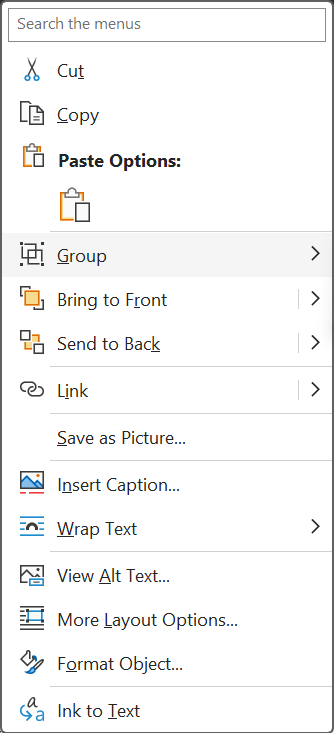 Search the menus
Cut
Copy
Paste Options:
Group
Bring to Front
Send to Back
Link
Save as Picture...
Insert Caption...
Wrap Text
View Alt Text...
More Layout Options...
Format Object...
Ink to Text